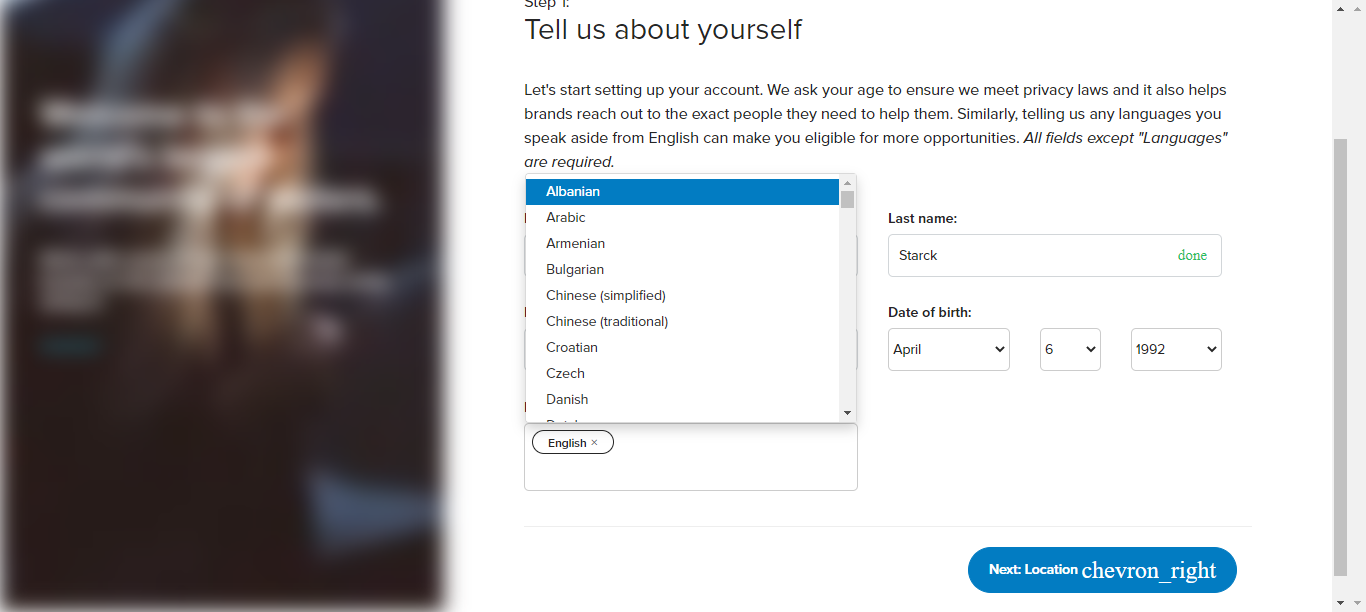 Step 1:
Tell us about yourself
Let's start setting up your account. We ask your age to ensure we meet privacy laws and it also helps
brands reach out to the exact people they need to help them. Similarly, telling us any languages you
speak aside from English can make you eligible for more opportunities. All fields except "Languages"
are required.
Albanian
Arabic
Armenian
Bulgarian
Chinese (simplified)
Chinese (traditional)
Croatian
Czech
Danish
Last name:
Starck done
Date of birth:
April 6 1992
English ×
Next: Location chevron_right